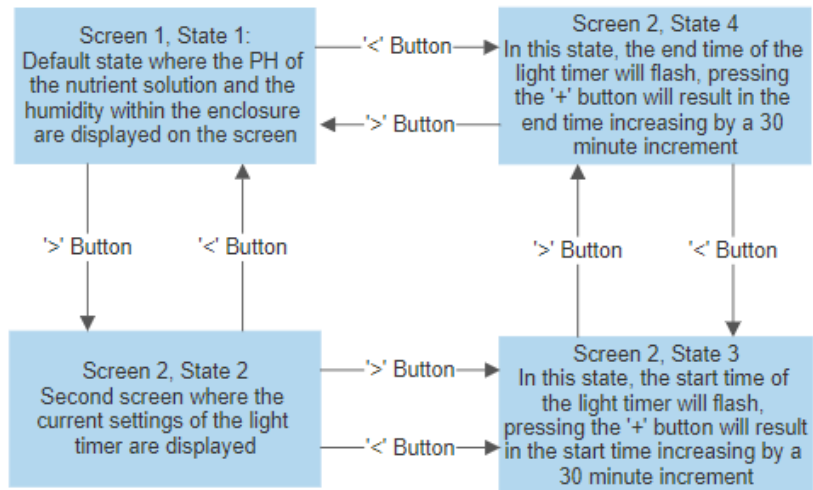 Screen 1, State 1:
Default state where the PH of
the nutrient solution and the
humidity within the enclosure
are displayed on the screen
'<' Button
'>' Button
Screen 2, State 4
In this state, the end time of the
light timer will flash, pressing
the '+' button will result in the
end time increasing by a 30
minute increment
'>' Button
'<' Button
'>' Button
'<' Button
Screen 2, State 2
Second screen where the
current settings of the light
timer are displayed
'>' Button
'<' Button
Screen 2, State 3
In this state, the start time of
the light timer will flash,
pressing the '+' button will result
in the start time increasing by a
30 minute increment